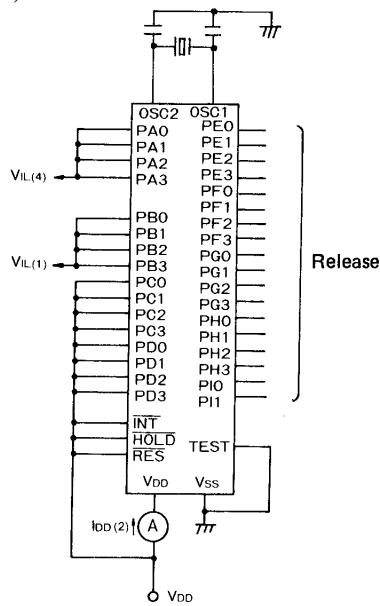 OSC2 OSC1
PA0 PE0
PA1 PE1
PA2 PE2
VIL(4) PA3 PE3
PF0
PF1
PB0 PF2
PB1 PF3
PB2 PG0
VIL(1) PB3 PG1
PC0 PG2
PC1 PG3
PC2 PH0
PC3 PH1
PD0 PH2
PD1 PH3
PD2 PI0
PD3 PI1
Release
INT
HOLD TEST
RES
VDD VSS
IDD(2) A
VDD